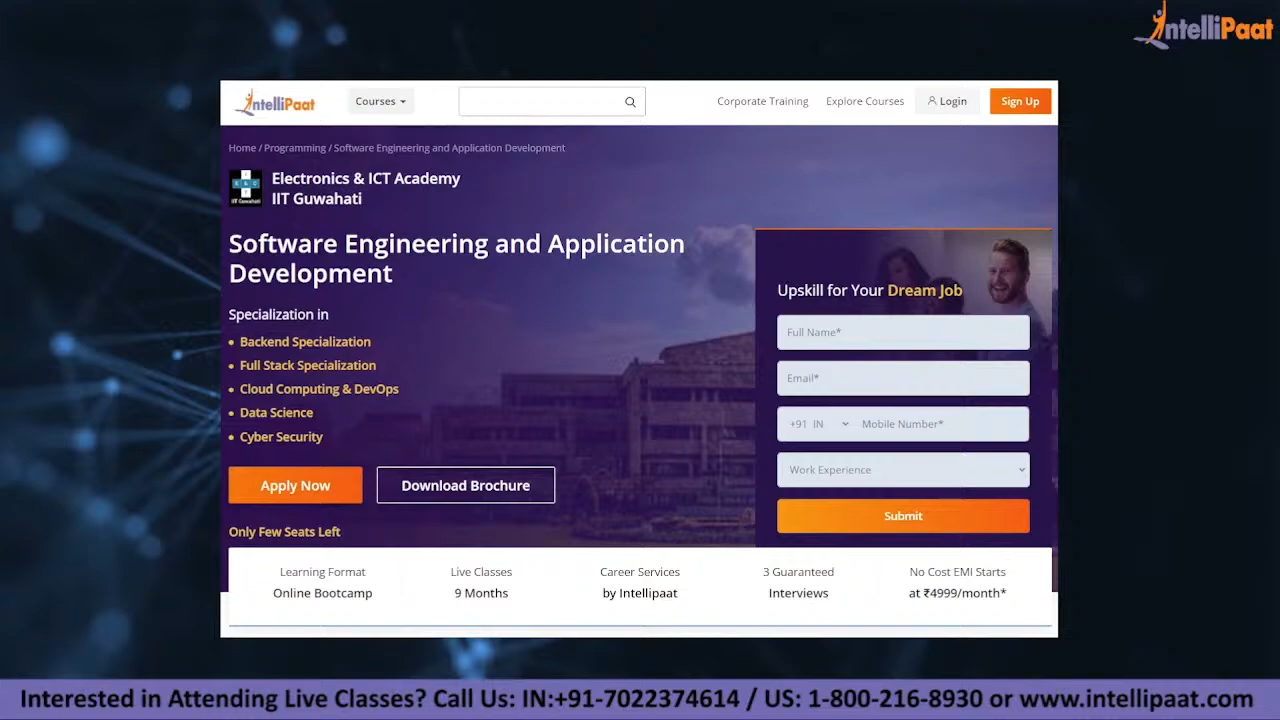 IntelliPaat
IntelliPaat
Courses
Corporate Training
Explore Courses
Login
Sign Up
Home / Programming / Software Engineering and Application Development
E & I C T
IIT Guwahati
Electronics & ICT Academy
IIT Guwahati
Software Engineering and Application
Development
Specialization in
Backend Specialization
Full Stack Specialization
Cloud Computing & DevOps
Data Science
Cyber Security
Apply Now
Download Brochure
Only Few Seats Left
Upskill for Your Dream Job
Full Name*
Email*
+91 IN
Mobile Number*
Work Experience
Submit
Learning Format
Online Bootcamp
Live Classes
9 Months
Career Services
by Intellipaat
3 Guaranteed
Interviews
No Cost EMI Starts
at ₹4999/month*
Interested in Attending Live Classes? Call Us: IN:+91-7022374614 / US: 1-800-216-8930 or www.intellipaat.com